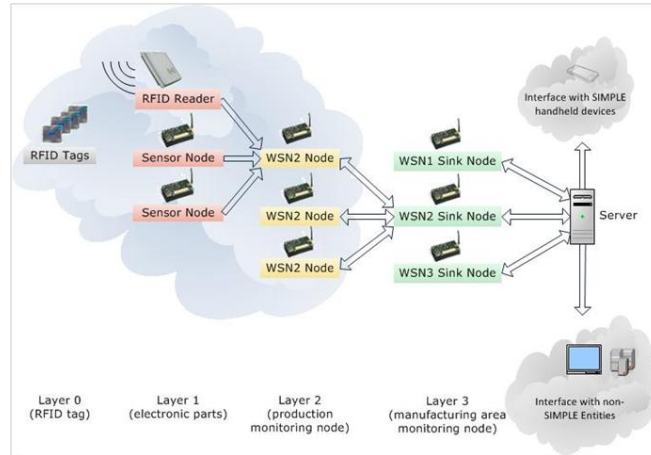 RFID Reader
RFID Tags
Sensor Node
Sensor Node
WSN2 Node
WSN2 Node
WSN2 Node
WSN1 Sink Node
WSN2 Sink Node
WSN3 Sink Node
Server
Interface with SIMPLE
handheld devices
Interface with non-
SIMPLE Entities
Layer 0
(RFID tag)
Layer 1
(electronic parts)
Layer 2
(production
monitoring node)
Layer 3
(manufacturing area
monitoring node)